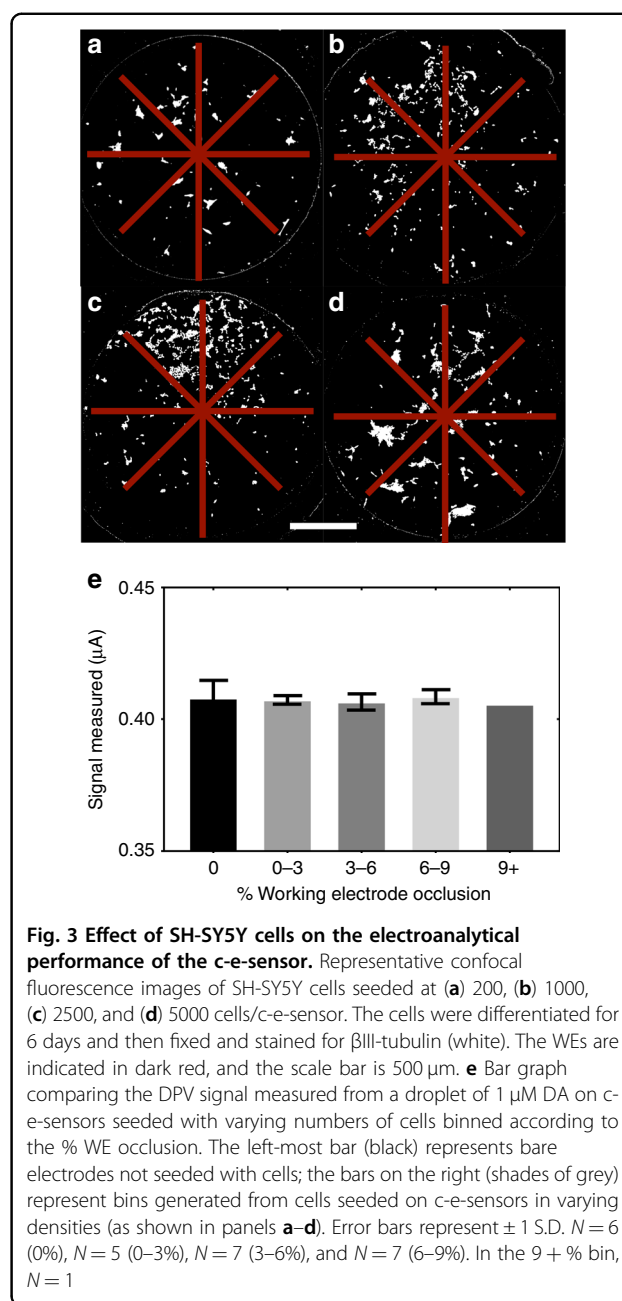 a
b
c
d
e
0.45
0.40
0.35
Signal measured (μA)
0
0–3
3–6
6–9
9+
% Working electrode occlusion
Fig. 3 Effect of SH-SY5Y cells on the electroanalytical
performance of the c-e-sensor. Representative confocal
fluorescence images of SH-SY5Y cells seeded at (a) 200, (b) 1000,
(c) 2500, and (d) 5000 cells/c-e-sensor. The cells were differentiated for
6 days and then fixed and stained for βIII-tubulin (white). The WEs are
indicated in dark red, and the scale bar is 500 μm. e Bar graph
comparing the DPV signal measured from a droplet of 1 μM DA on c-
e-sensors seeded with varying numbers of cells binned according to
the % WE occlusion. The left-most bar (black) represents bare
electrodes not seeded with cells; the bars on the right (shades of grey)
represent bins generated from cells seeded on c-e-sensors in varying
densities (as shown in panels a–d). Error bars represent ± 1 S.D. N = 6
(0%), N = 5 (0–3%), N = 7 (3–6%), and N = 7 (6–9%). In the 9 + % bin,
N = 1